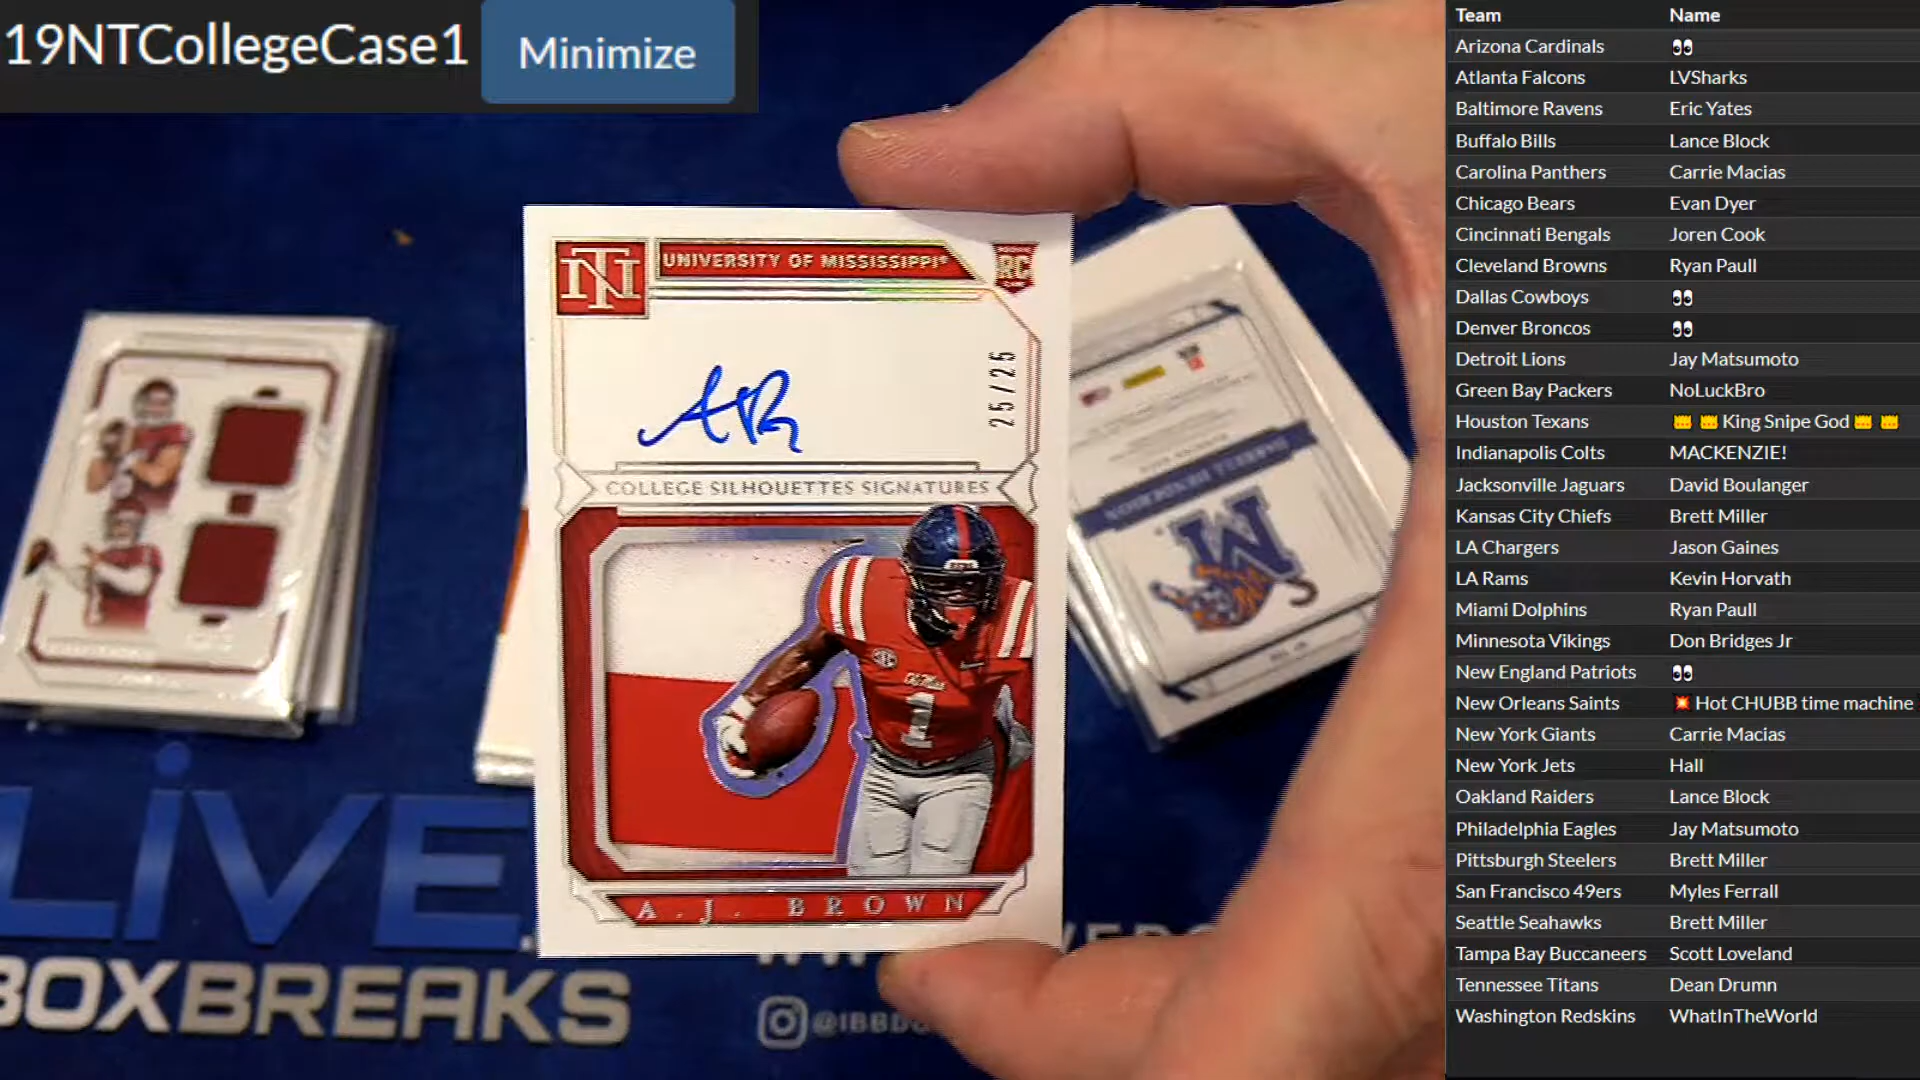 19NTCollegeCase1 Minimize
NT
UNIVERSITY OF MISSISSIPPI
ROOKIE
RC
CARD
25/25
COLLEGE SILHOUETTES SIGNATURES
1
A.J. BROWN
LiVE
BOXBREAKS
Team Name
Arizona Cardinals 👀
Atlanta Falcons LVSharks
Baltimore Ravens Eric Yates
Buffalo Bills Lance Block
Carolina Panthers Carrie Macias
Chicago Bears Evan Dyer
Cincinnati Bengals Joren Cook
Cleveland Browns Ryan Paull
Dallas Cowboys 👀
Denver Broncos 👀
Detroit Lions Jay Matsumoto
Green Bay Packers NoLuckBro
Houston Texans King Snipe God
Indianapolis Colts MACKENZIE!
Jacksonville Jaguars David Boulanger
Kansas City Chiefs Brett Miller
LA Chargers Jason Gaines
LA Rams Kevin Horvath
Miami Dolphins Ryan Paull
Minnesota Vikings Don Bridges Jr
New England Patriots 👀
New Orleans Saints 💥 Hot CHUBB time machine
New York Giants Carrie Macias
New York Jets Hall
Oakland Raiders Lance Block
Philadelphia Eagles Jay Matsumoto
Pittsburgh Steelers Brett Miller
San Francisco 49ers Myles Ferrall
Seattle Seahawks Brett Miller
Tampa Bay Buccaneers Scott Loveland
Tennessee Titans Dean Drumn
Washington Redskins WhatInTheWorld